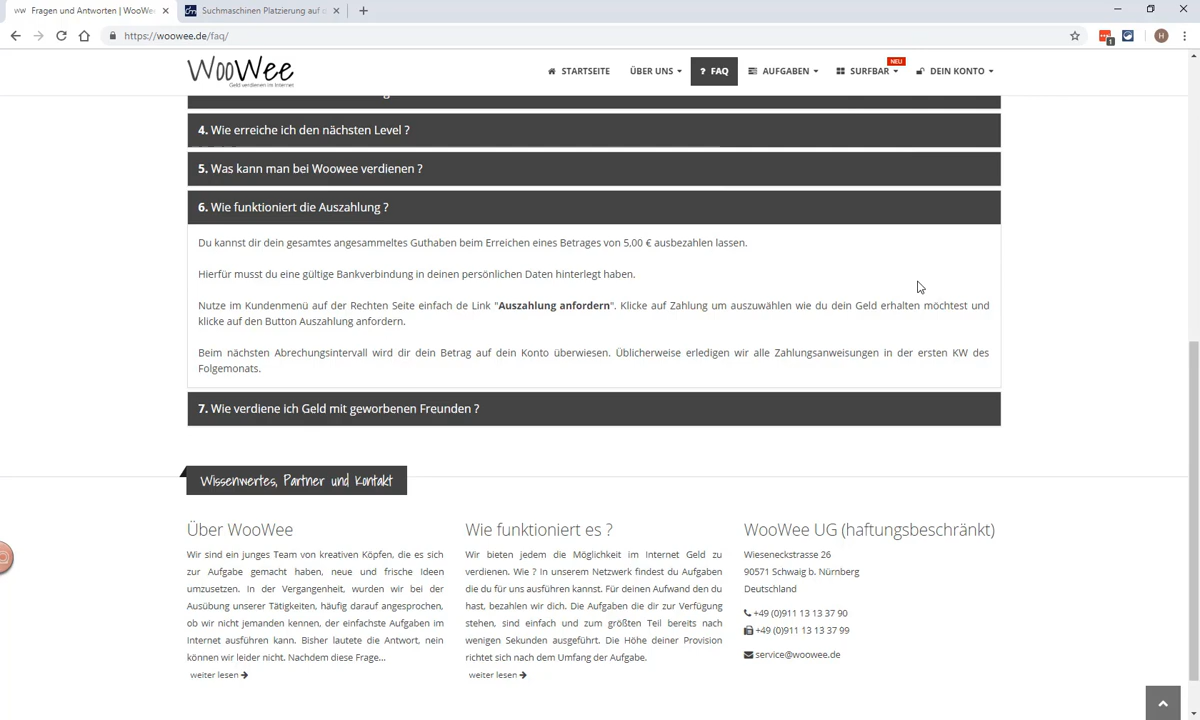 Fragen und Antworten | WooWe
Suchmaschinen Platzierung auf
https://woowee.de/faq/
1
H
WooWee
Geld verdienen im Internet
STARTSEITE
ÜBER UNS
? FAQ
AUFGABEN
NEU
SURFBAR
DEIN KONTO
4. Wie erreiche ich den nächsten Level ?
5. Was kann man bei Woowee verdienen ?
6. Wie funktioniert die Auszahlung ?
Du kannst dir dein gesamtes angesammeltes Guthaben beim Erreichen eines Betrages von 5,00 € ausbezahlen lassen.
Hierfür musst du eine gültige Bankverbindung in deinen persönlichen Daten hinterlegt haben.
Nutze im Kundenmenü auf der Rechten Seite einfach de Link "Auszahlung anfordern". Klicke auf Zahlung um auszuwählen wie du dein Geld erhalten möchtest und
klicke auf den Button Auszahlung anfordern.
Beim nächsten Abrechungsintervall wird dir dein Betrag auf dein Konto überwiesen. Üblicherweise erledigen wir alle Zahlungsanweisungen in der ersten KW des
Folgemonats.
7. Wie verdiene ich Geld mit geworbenen Freunden ?
Wissenwertes, Partner und Kontakt
Über WooWee
Wir sind ein junges Team von kreativen Köpfen, die es sich
zur Aufgabe gemacht haben, neue und frische Ideen
umzusetzen. In der Vergangenheit, wurden wir bei der
Ausübung unserer Tätigkeiten, häufig darauf angesprochen,
ob wir nicht jemanden kennen, der einfachste Aufgaben im
Internet ausführen kann. Bisher lautete die Antwort, nein
können wir leider nicht. Nachdem diese Frage...
weiter lesen
Wie funktioniert es ?
Wir bieten jedem die Möglichkeit im Internet Geld zu
verdienen. Wie ? In unserem Netzwerk findest du Aufgaben
die du für uns ausführen kannst. Für deinen Aufwand den du
hast, bezahlen wir dich. Die Aufgaben die dir zur Verfügung
stehen, sind einfach und zum größten Teil bereits nach
wenigen Sekunden ausgeführt. Die Höhe deiner Provision
richtet sich nach dem Umfang der Aufgabe.
weiter lesen
WooWee UG (haftungsbeschränkt)
Wieseneckstrasse 26
90571 Schwaig b. Nürnberg
Deutschland
+49 (0)911 13 13 37 90
+49 (0)911 13 13 37 99
service@woowee.de